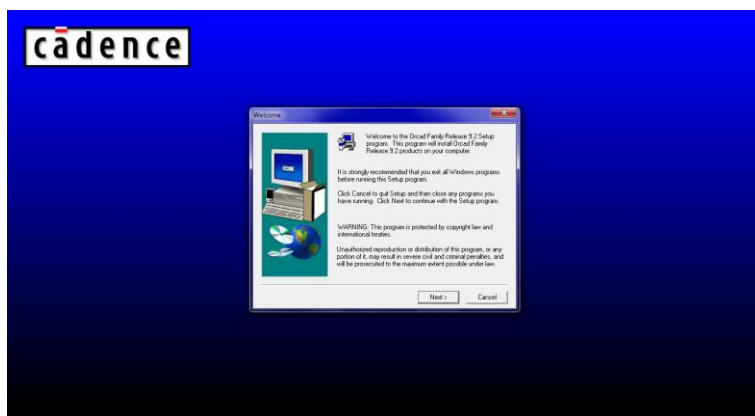 cādence
Welcome
Welcome to the Orcad Family Release 9.2 Setup
program. This program will install Orcad Family
Release 9.2 products on your computer.
It is strongly recommended that you exit all Windows programs
before running this Setup program.
Click Cancel to quit Setup and then close any programs you
have running. Click Next to continue with the Setup program.
WARNING: This program is protected by copyright law and
international treaties.
Unauthorized reproduction or distribution of this program, or any
portion of it, may result in severe civil and criminal penalties, and
will be prosecuted to the maximum extent possible under law.
Next >
Cancel